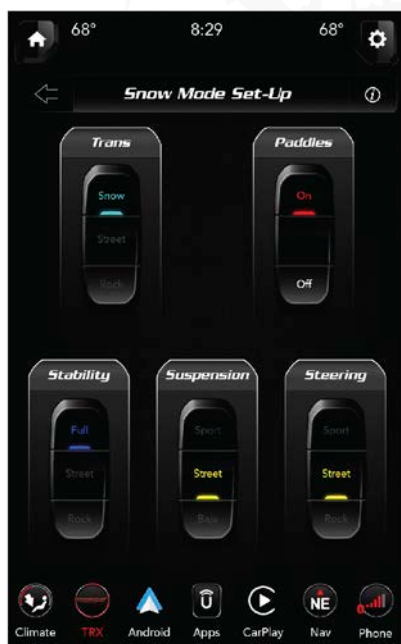 68° 8:29 68°
Snow Mode Set-Up
Trans Paddles
Snow On
Street
Rock Off
Stability Suspension Steering
Full Sport Sport
Street Street Street
Rock Baja Rock
NE
Climate TRX Android Apps CarPlay Nav Phone